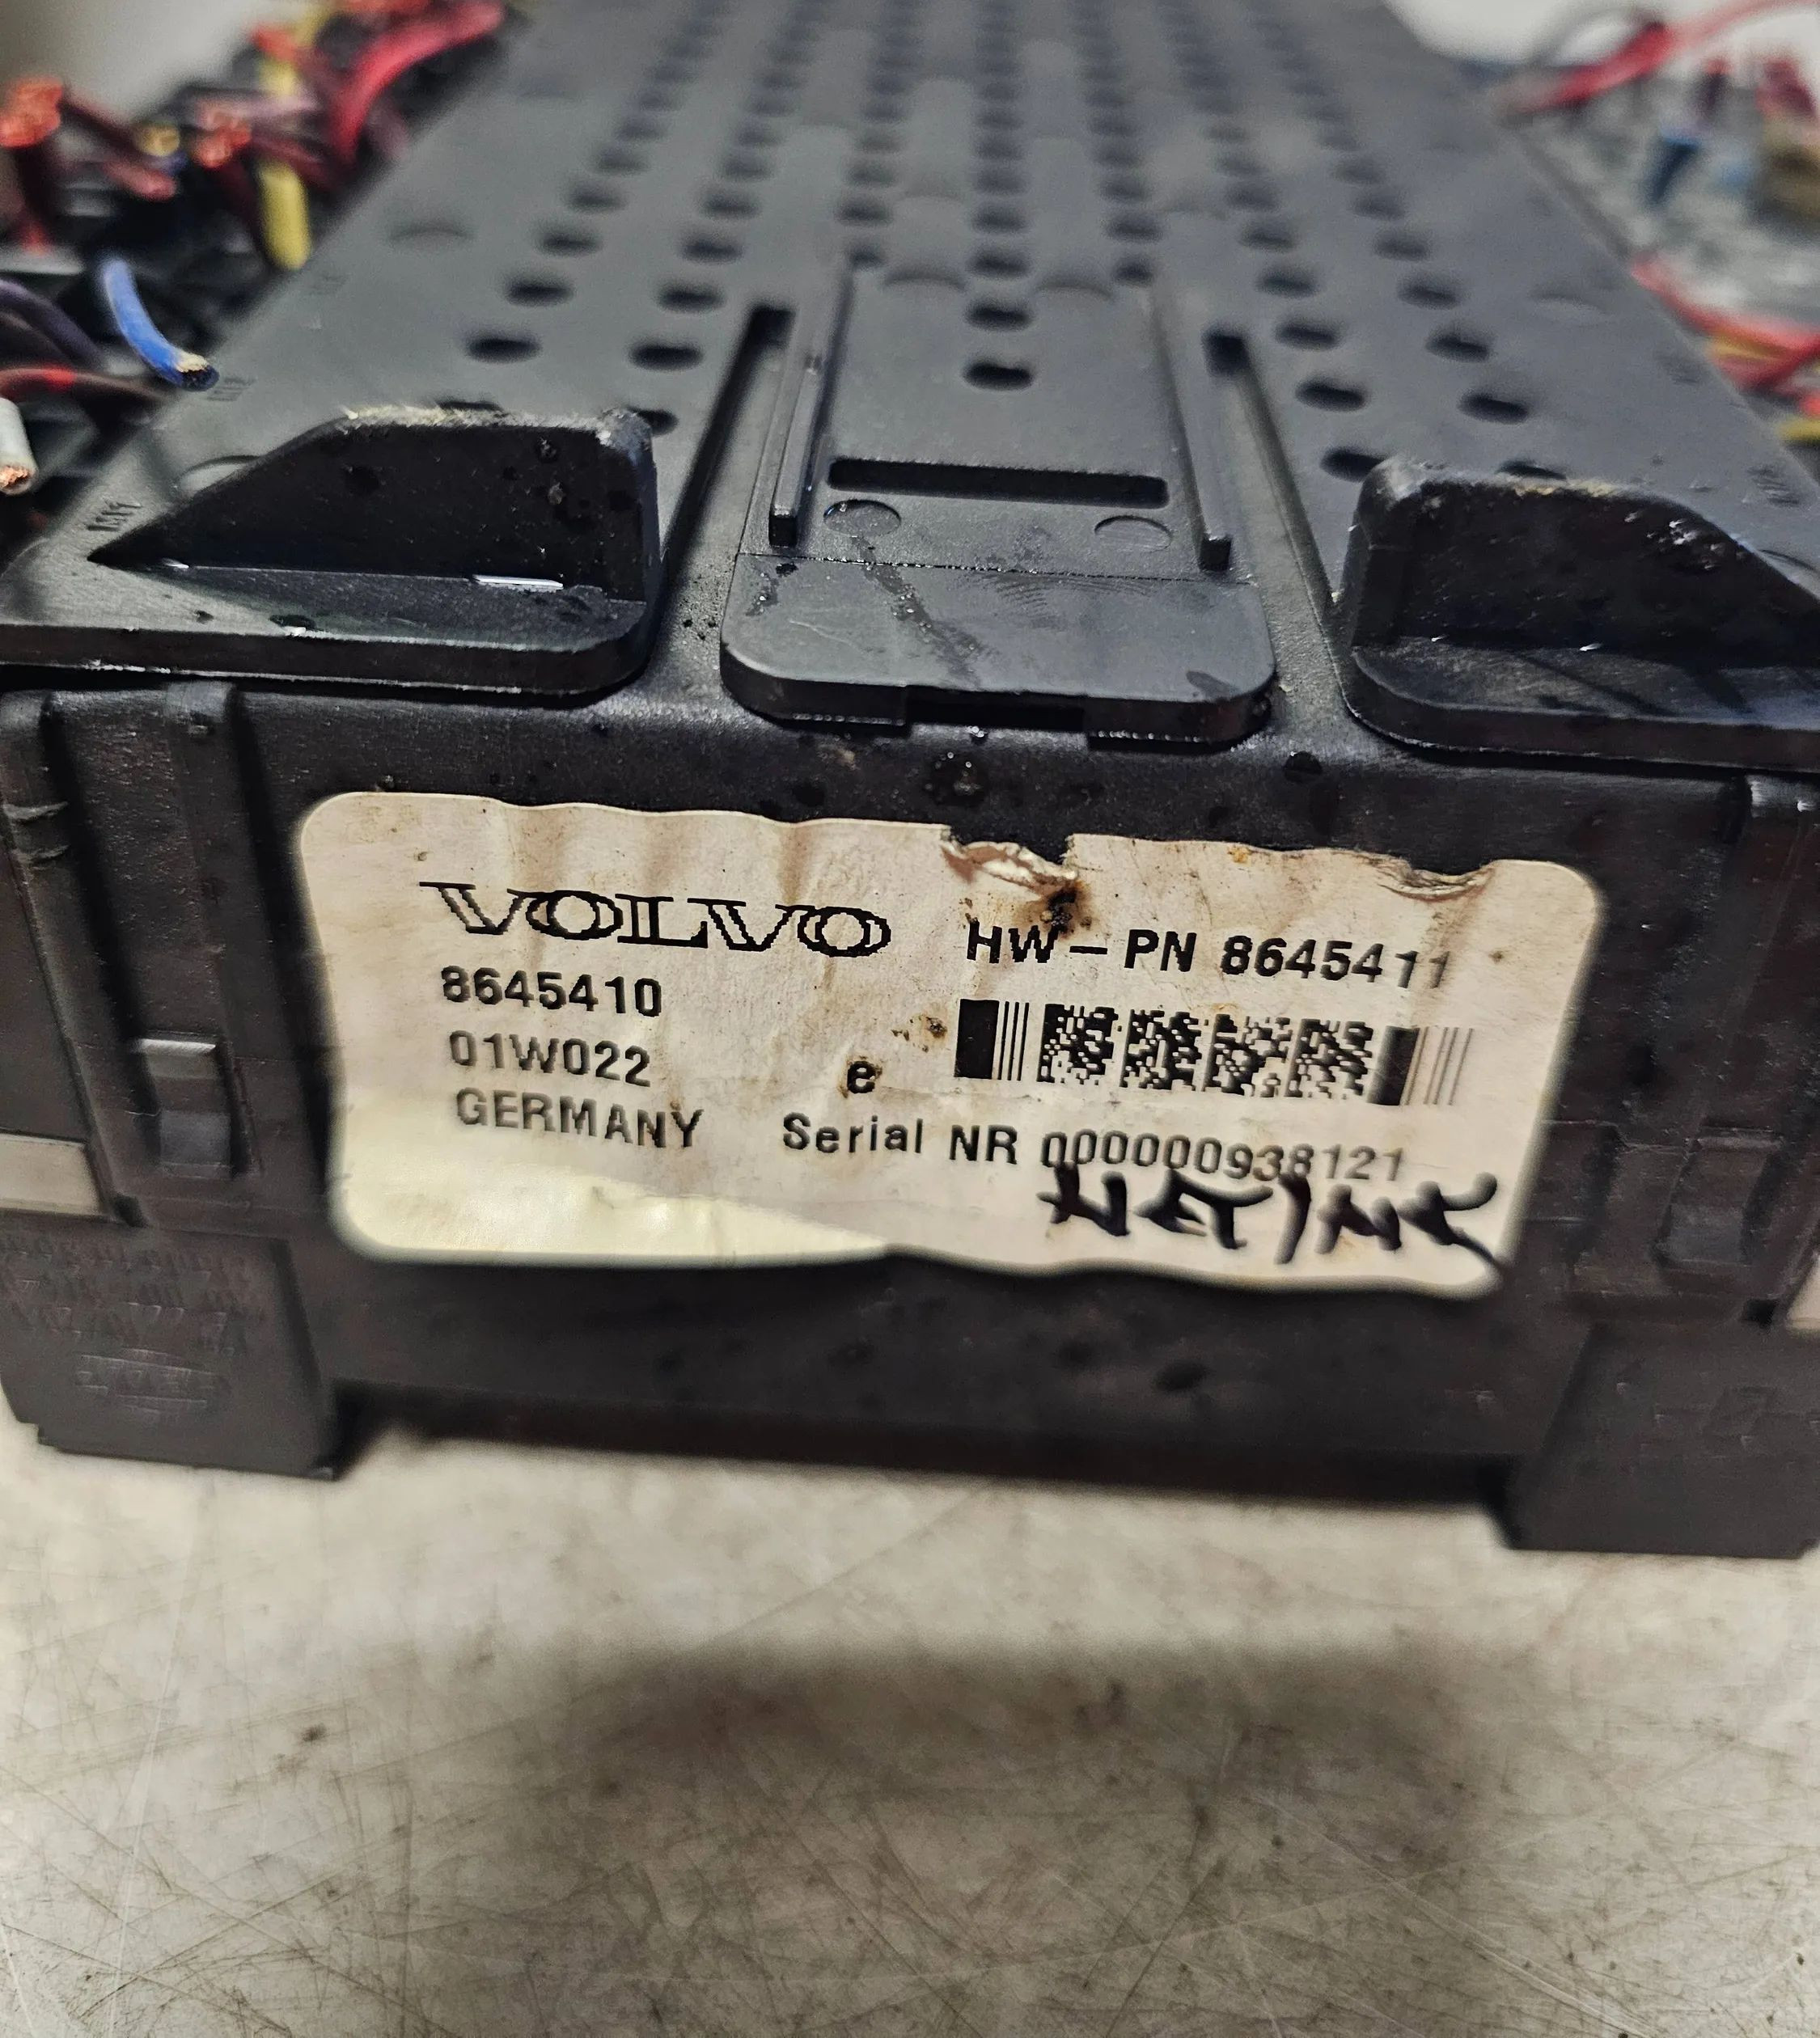 VOLVO
HW-PN 8645411
8645410
01W022
e
GERMANY
Serial NR 000000938121